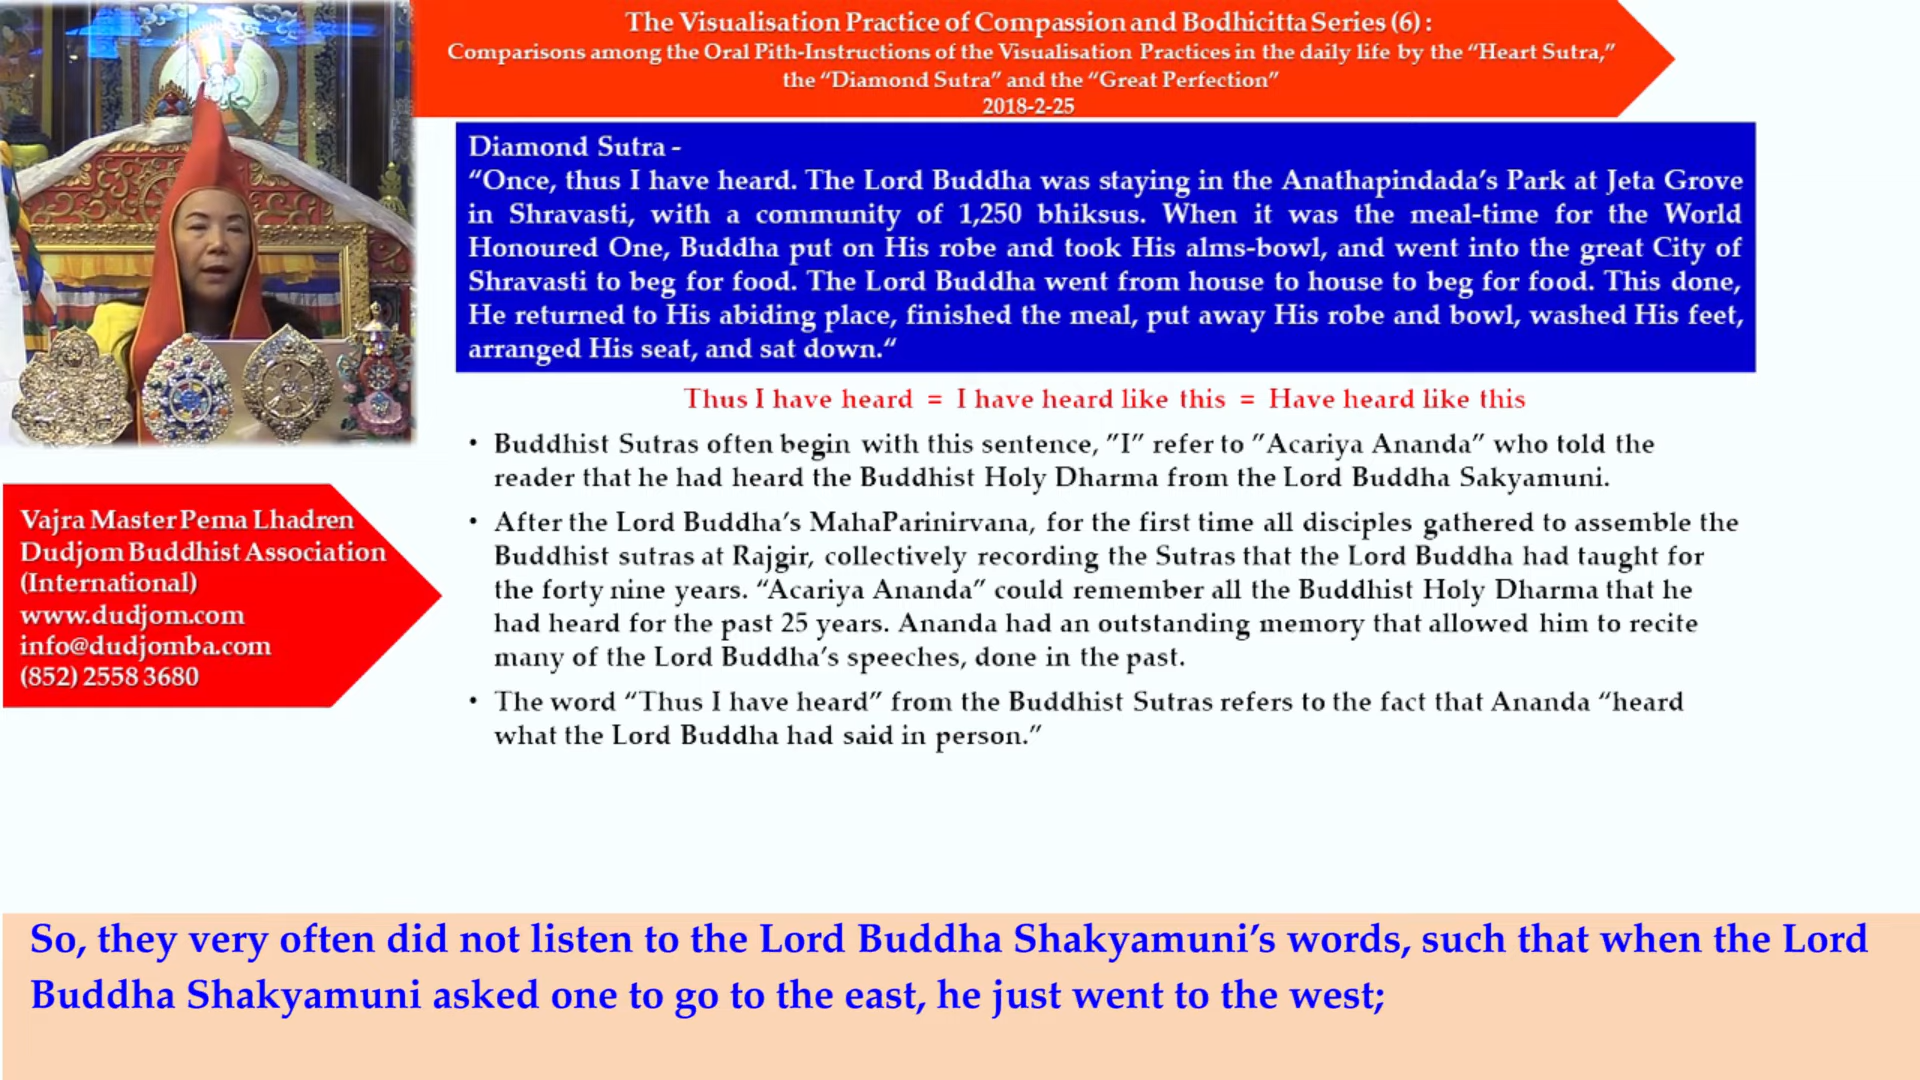 The Visualisation Practice of Compassion and Bodhicitta Series (6) :
Comparisons among the Oral Pith-Instructions of the Visualisation Practices in the daily life by the “Heart Sutra,”
the “Diamond Sutra” and the “Great Perfection”
2018-2-25
Diamond Sutra -
“Once, thus I have heard. The Lord Buddha was staying in the Anathapindada’s Park at Jeta Grove
in Shravasti, with a community of 1,250 bhiksus. When it was the meal-time for the World
Honoured One, Buddha put on His robe and took His alms-bowl, and went into the great City of
Shravasti to beg for food. The Lord Buddha went from house to house to beg for food. This done,
He returned to His abiding place, finished the meal, put away His robe and bowl, washed His feet,
arranged His seat, and sat down.“
Thus I have heard = I have heard like this = Have heard like this
• Buddhist Sutras often begin with this sentence, ”I” refer to ”Acariya Ananda” who told the
reader that he had heard the Buddhist Holy Dharma from the Lord Buddha Sakyamuni.
• After the Lord Buddha’s MahaParinirvana, for the first time all disciples gathered to assemble the
Buddhist sutras at Rajgir, collectively recording the Sutras that the Lord Buddha had taught for
the forty nine years. “Acariya Ananda” could remember all the Buddhist Holy Dharma that he
had heard for the past 25 years. Ananda had an outstanding memory that allowed him to recite
many of the Lord Buddha’s speeches, done in the past.
• The word “Thus I have heard” from the Buddhist Sutras refers to the fact that Ananda “heard
what the Lord Buddha had said in person.”
Vajra Master Pema Lhadren
Dudjom Buddhist Association
(International)
www.dudjom.com
info@dudjomba.com
(852) 2558 3680
So, they very often did not listen to the Lord Buddha Shakyamuni’s words, such that when the Lord
Buddha Shakyamuni asked one to go to the east, he just went to the west;